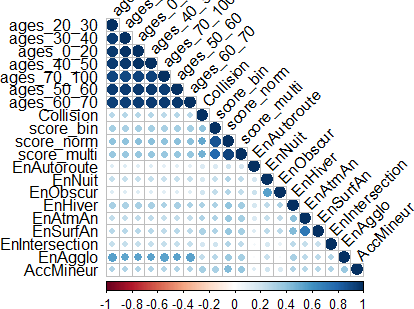 ages_20_30
ages_30_40
ages_0_20
ages_40_50
ages_70_100
ages_50_60
ages_60_70
Collision
score_bin
score_norm
score_multi
EnAutoroute
EnNuit
EnObscur
EnHiver
EnAtmAn
EnSurfAn
EnIntersection
EnAgglo
AccMineur
ages_70_100
ages_50_60
ages_60_70
Collision
score_bin
score_norm
score_multi
EnAutoroute
EnNuit
EnObscur
EnHiver
EnAtmAn
EnSurfAn
EnIntersection
EnAgglo
AccMineur
-1 -0.8 -0.6 -0.4 -0.2 0 0.2 0.4 0.6 0.8 1